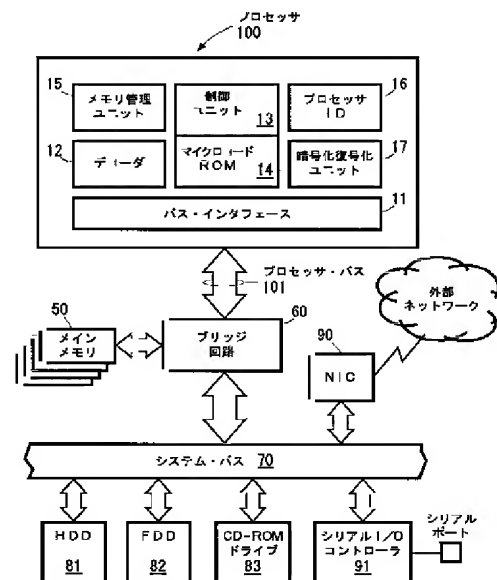 プロセッサ
100
15
メモリ管理
ユニット
制御
ユニット
13
16
プロセッサ
ID
12
デコーダ
マイクロコード
ROM
14
17
暗号化復号化
ユニット
11
バス・インタフェース
プロセッサ・バス
101
50
メイン
メモリ
60
ブリッジ
回路
90
NIC
外部
ネットワーク
システム・バス 70
HDD
81
FDD
82
CD-ROM
ドライブ
83
シリアルI/O
コントローラ
91
シリアル
ポート